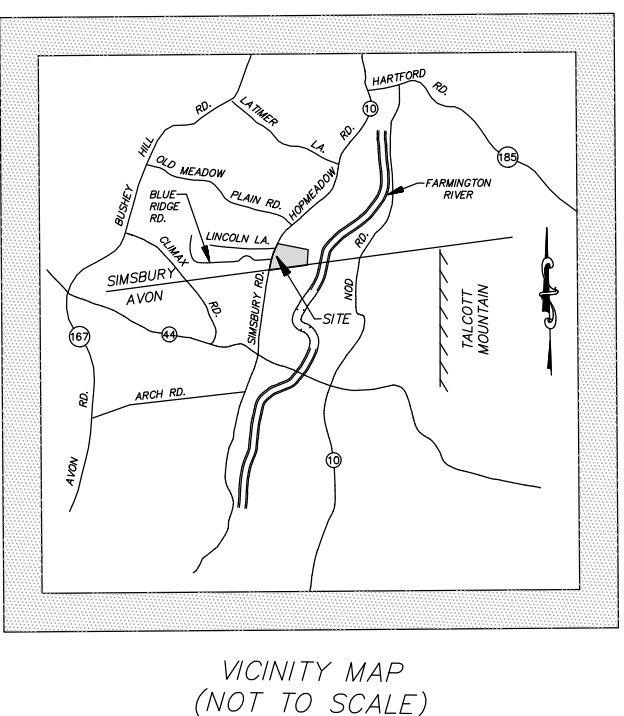 HARTFORD RD.
10
LATIMER LA.
RD.
HILL
BUSHEY
RD.
HOPMEADOW
185
OLD MEADOW
PLAIN RD.
FARMINGTON
RIVER
BLUE
RIDGE
RD.
LINCOLN LA.
CLIMAX
RD.
SIMSBURY
AVON
SIMSBURY RD.
SITE
NOD
RD.
TALCOTT
MOUNTAIN
167
44
ARCH RD.
AVON
RD.
10
VICINITY MAP
(NOT TO SCALE)